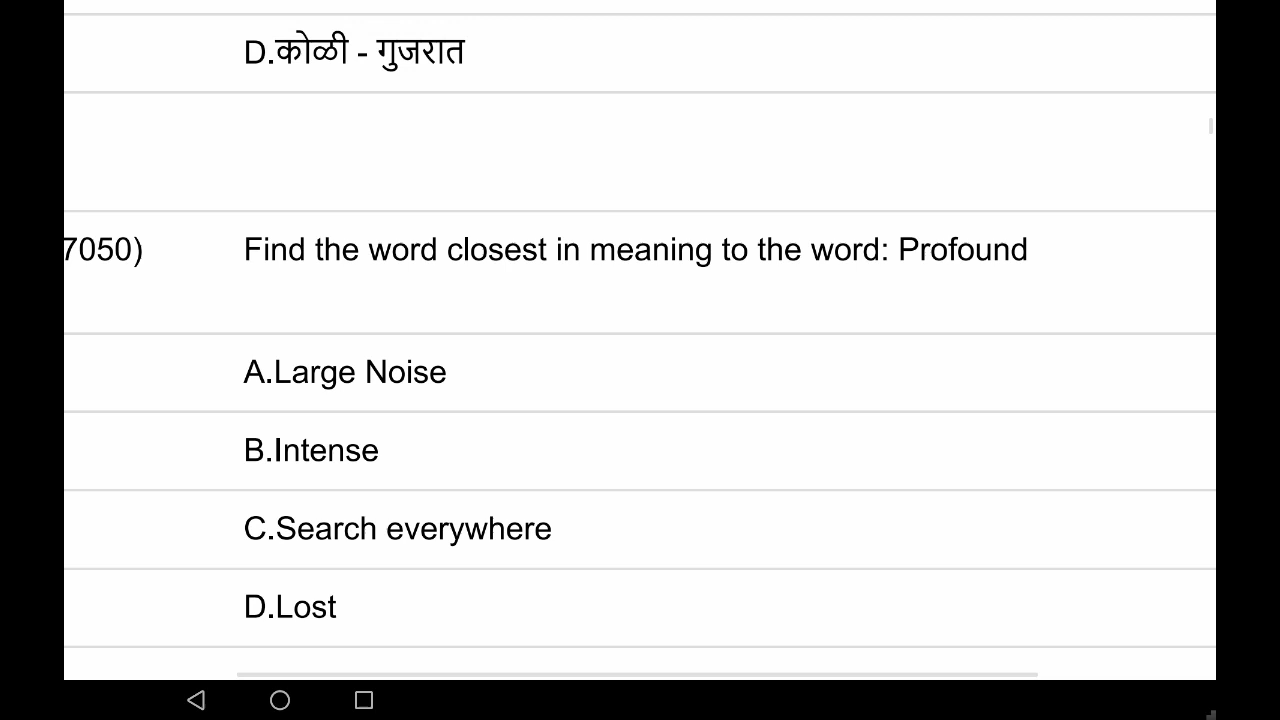 D.कोळी - गुजरात
7050) Find the word closest in meaning to the word: Profound
A.Large Noise
B.Intense
C.Search everywhere
D.Lost